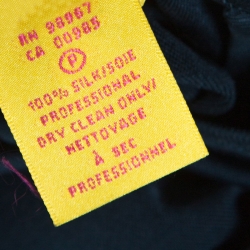 RN 98967
CA 00985
P
100% SILK/SOIE
PROFESSIONAL
DRY CLEAN ONLY/
NETTOYAGE
À SEC
PROFESSIONNEL